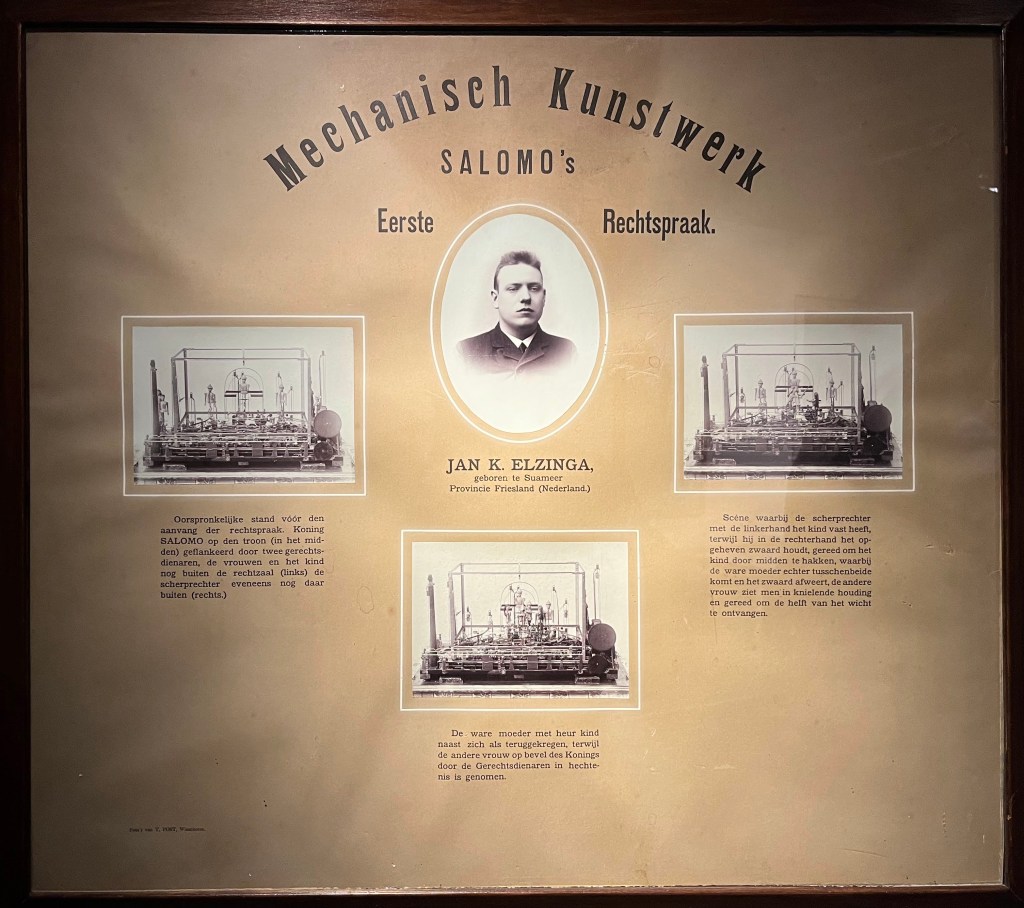 Mechanisch Kunstwerk
SALOMO's
Eerste Rechtspraak.
JAN K. ELZINGA,
geboren te Suameer
Provincie Friesland (Nederland.)
Oorspronkelijke stand vóór den
aanvang der rechtspraak. Koning
SALOMO op den troon (in het mid-
den) geflankeerd door twee gerechts-
dienaren, de vrouwen en het kind
nog buiten de rechtzaal (links) de
scherprechter eveneens nog daar
buiten (rechts.)
Scène waarbij de scherprechter
met de linkerhand het kind vast heeft,
terwijl hij in de rechterhand het op-
geheven zwaard houdt, gereed om het
kind door midden te hakken, waarbij
de ware moeder echter tusschenbeide
komt en het zwaard afweert, de andere
vrouw ziet men in knielende houding
en gereed om de helft van het wicht
te ontvangen.
De ware moeder met heur kind
naast zich als teruggekregen, terwijl
de andere vrouw op bevel des Konings
door de Gerechtsdienaren in hechte-
nis is genomen.
van